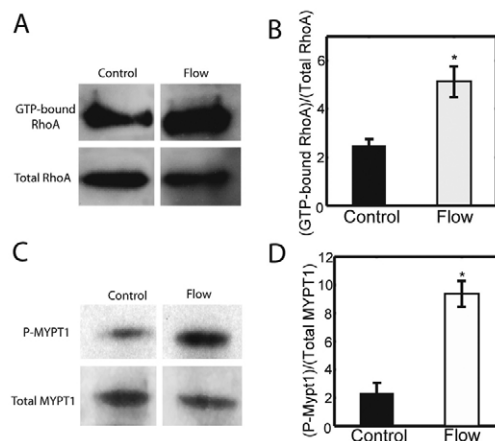 A
Control
Flow
GTP-bound
RhoA
Total RhoA
B
(GTP-bound RhoA)/(Total RhoA)
6
4
2
0
*
Control
Flow
C
Control
Flow
P-MYPT1
Total MYPT1
D
(P-Mypt1)/(Total MYPT1)
12
10
8
6
4
2
0
*
Control
Flow